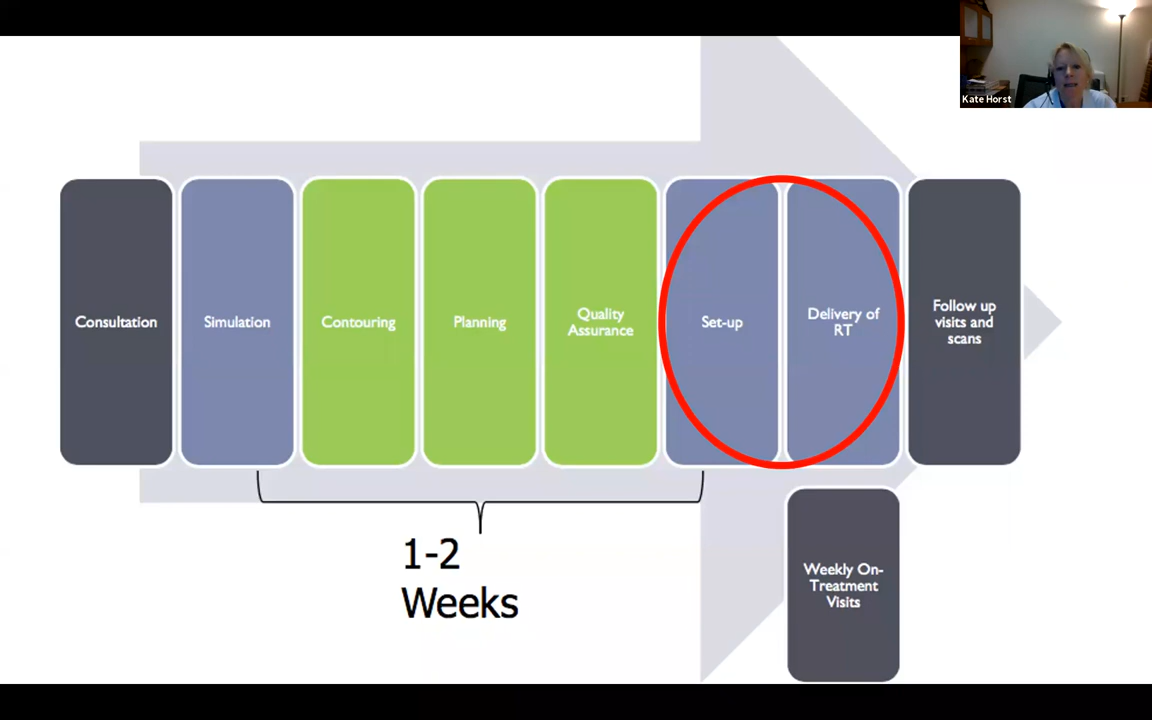 Kate Horst
Consultation
Simulation
Contouring
Planning
Quality
Assurance
Set-up
Delivery of
RT
Follow up
visits and
scans
1-2
Weeks
Weekly On-
Treatment
Visits